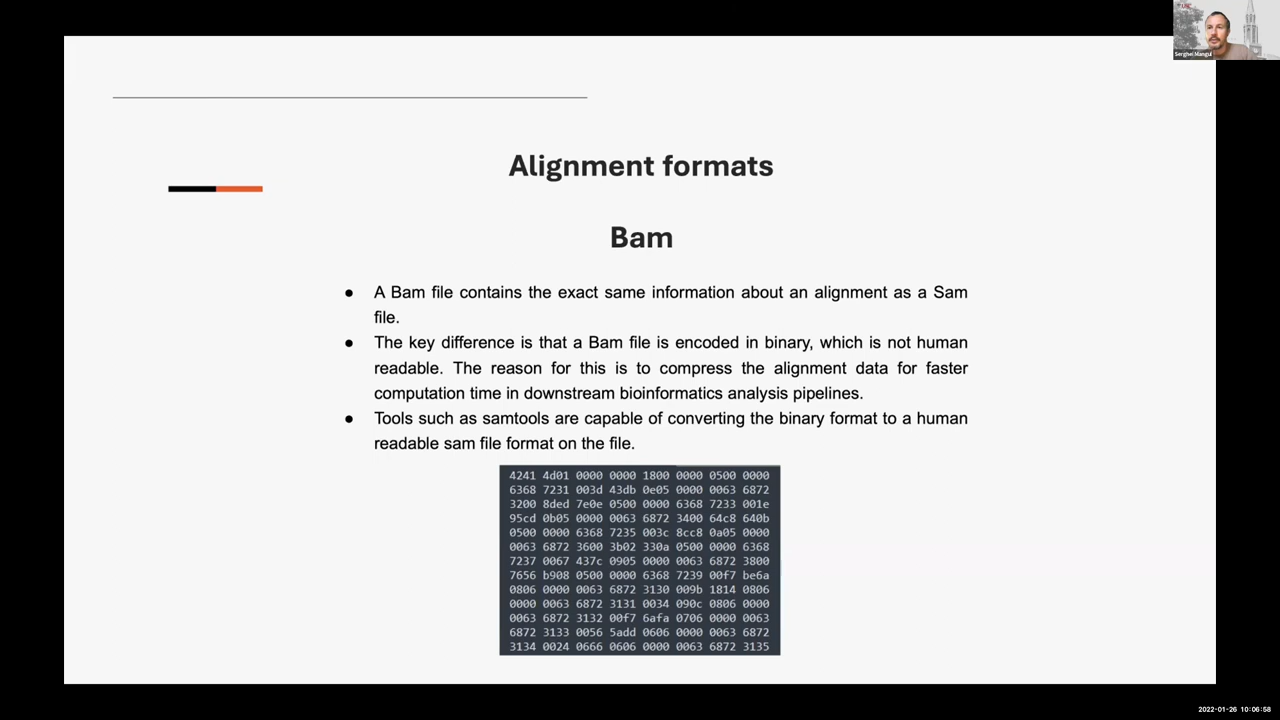 Serghei Mangul
Alignment formats
Bam
● A Bam file contains the exact same information about an alignment as a Sam
file.
● The key difference is that a Bam file is encoded in binary, which is not human
readable. The reason for this is to compress the alignment data for faster
computation time in downstream bioinformatics analysis pipelines.
● Tools such as samtools are capable of converting the binary format to a human
readable sam file format on the file.
4241 4d01 0000 0000 1800 0000 0500 0000
6368 7231 003d 43db 0e05 0000 0063 6872
3200 8ded 7e0e 0500 0000 6368 7233 001e
95cd 0b05 0000 0063 6872 3400 64c8 640b
0500 0000 6368 7235 003c 8cc8 0a05 0000
0063 6872 3600 3b02 330a 0500 0000 6368
7237 0067 437c 0905 0000 0063 6872 3800
7656 b908 0500 0000 6368 7239 00f7 be6a
0806 0000 0063 6872 3130 009b 1814 0806
0000 0063 6872 3131 0034 090c 0806 0000
0063 6872 3132 00f7 6afa 0706 0000 0063
6872 3133 0056 5add 0606 0000 0063 6872
3134 0024 0666 0606 0000 0063 6872 3135
2022-01-26 10:06:58